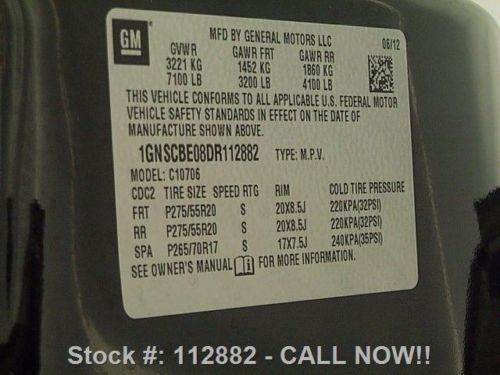 GM
MFD BY GENERAL MOTORS LLC
GVWR GAWR FRT GAWR RR 06/12
3221 KG 1452 KG 1860 KG
7100 LB 3200 LB 4100 LB
THIS VEHICLE CONFORMS TO ALL APPLICABLE U.S. FEDERAL MOTOR
VEHICLE SAFETY STANDARDS IN EFFECT ON THE DATE OF
MANUFACTURE SHOWN ABOVE.
1GNSCBE08DR112882 TYPE: M.P.V.
MODEL: C10706
CDC2 TIRE SIZE SPEED RTG RIM COLD TIRE PRESSURE
FRT P275/55R20 S 20X8.5J 220KPA(32PSI)
RR P275/55R20 S 20X8.5J 220KPA(32PSI)
SPA P265/70R17 S 17X7.5J 240KPA(35PSI)
SEE OWNER'S MANUAL FOR MORE INFORMATION.
Stock #: 112882 - CALL NOW!!